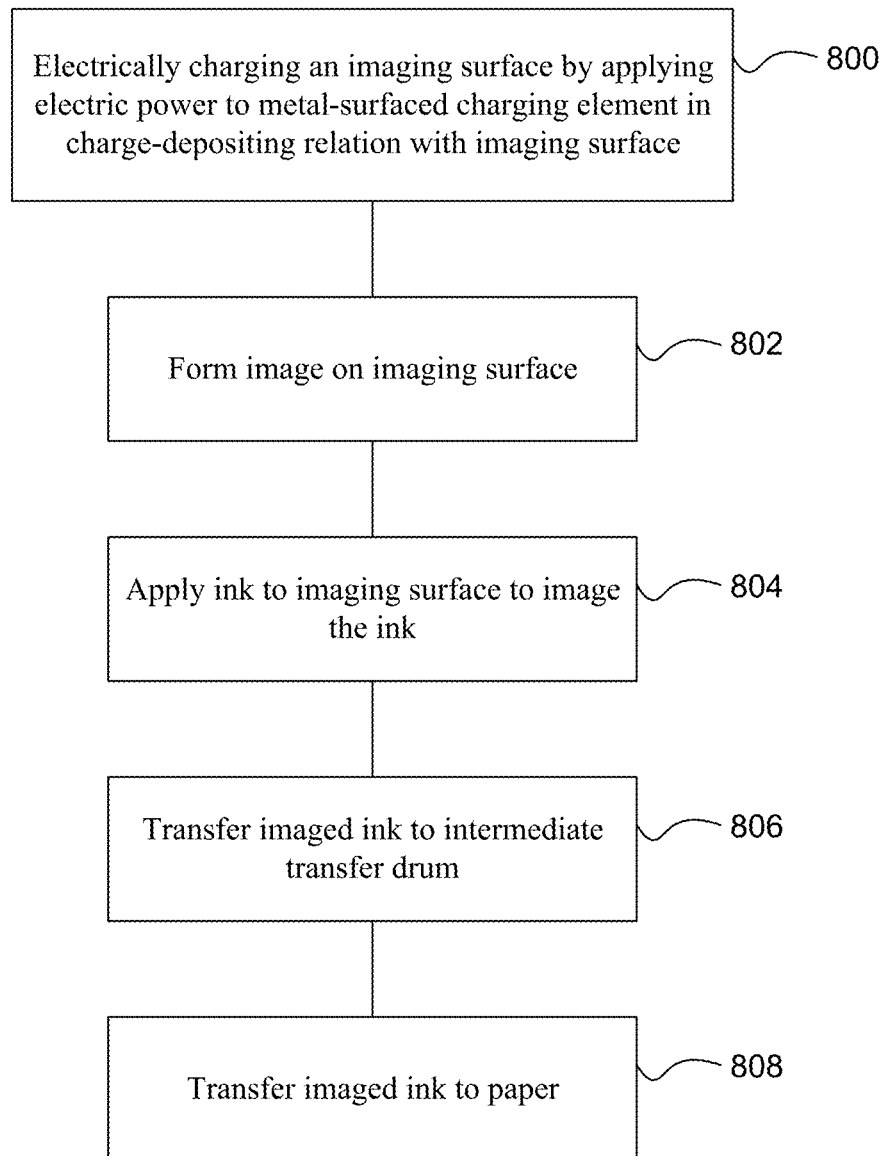 Electrically charging an imaging surface by applying
electric power to metal-surfaced charging element in
charge-depositing relation with imaging surface
800
Form image on imaging surface
802
Apply ink to imaging surface to image
the ink
804
Transfer imaged ink to intermediate
transfer drum
806
Transfer imaged ink to paper
808